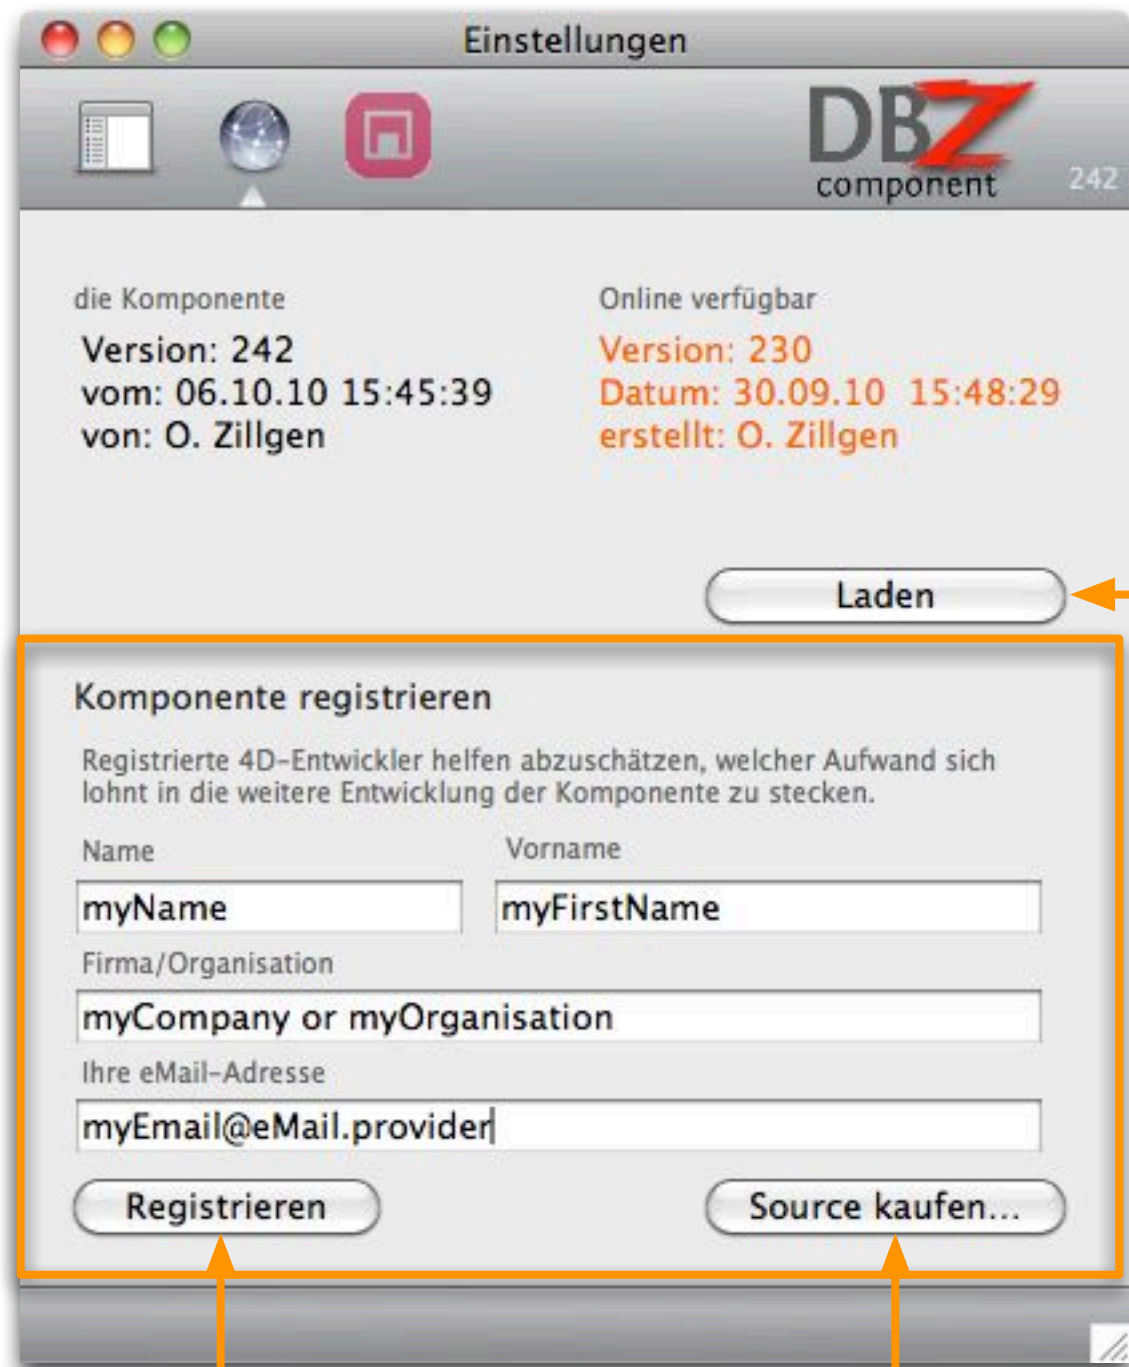 Einstellungen
DBZ
component
242
die Komponente
Version: 242
vom: 06.10.10 15:45:39
von: O. Zillgen
Online verfügbar
Version: 230
Datum: 30.09.10 15:48:29
erstellt: O. Zillgen
Laden
Komponente registrieren
Registrierte 4D-Entwickler helfen abzuschätzen, welcher Aufwand sich
lohnt in die weitere Entwicklung der Komponente zu stecken.
Name
Vorname
myName
myFirstName
Firma/Organisation
myCompany or myOrganisation
Ihre eMail-Adresse
myEmail@eMail.provider
Registrieren
Source kaufen...